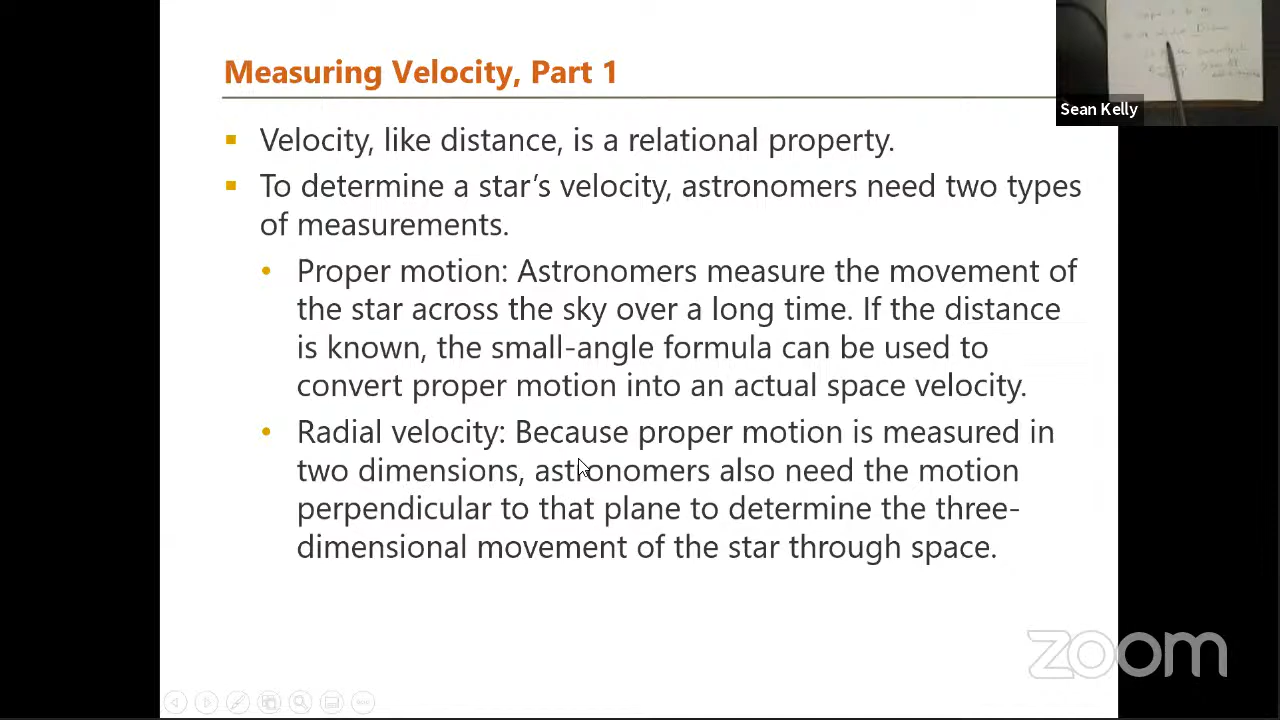 Measuring Velocity, Part 1
Sean Kelly
▪ Velocity, like distance, is a relational property.
▪ To determine a star’s velocity, astronomers need two types
of measurements.
• Proper motion: Astronomers measure the movement of
the star across the sky over a long time. If the distance
is known, the small-angle formula can be used to
convert proper motion into an actual space velocity.
• Radial velocity: Because proper motion is measured in
two dimensions, astronomers also need the motion
perpendicular to that plane to determine the three-
dimensional movement of the star through space.
zoom